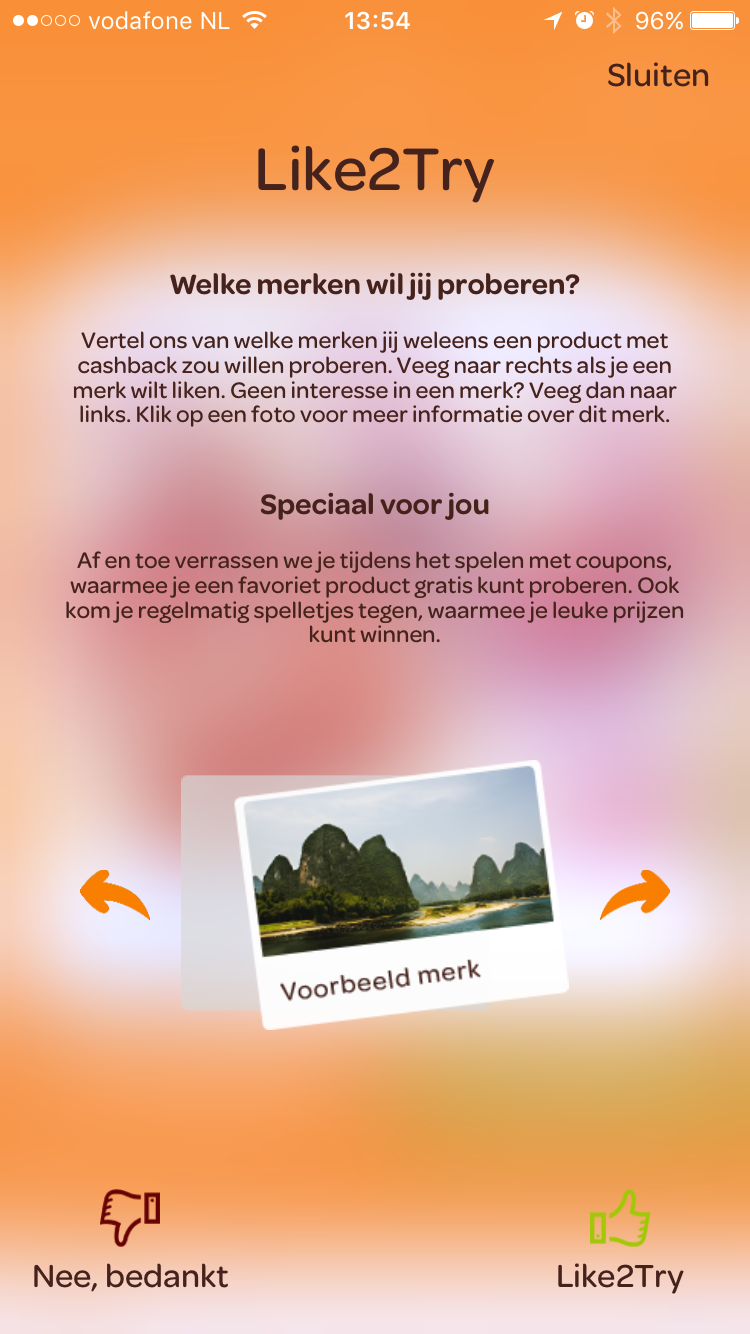 vodafone NL 13:54 96%
Sluiten
Like2Try
Welke merken wil jij proberen?
Vertel ons van welke merken jij weleens een product met
cashback zou willen proberen. Veeg naar rechts als je een
merk wilt liken. Geen interesse in een merk? Veeg dan naar
links. Klik op een foto voor meer informatie over dit merk.
Speciaal voor jou
Af en toe verrassen we je tijdens het spelen met coupons,
waarmee je een favoriet product gratis kunt proberen. Ook
kom je regelmatig spelletjes tegen, waarmee je leuke prijzen
kunt winnen.
Voorbeeld merk
Nee, bedankt
Like2Try